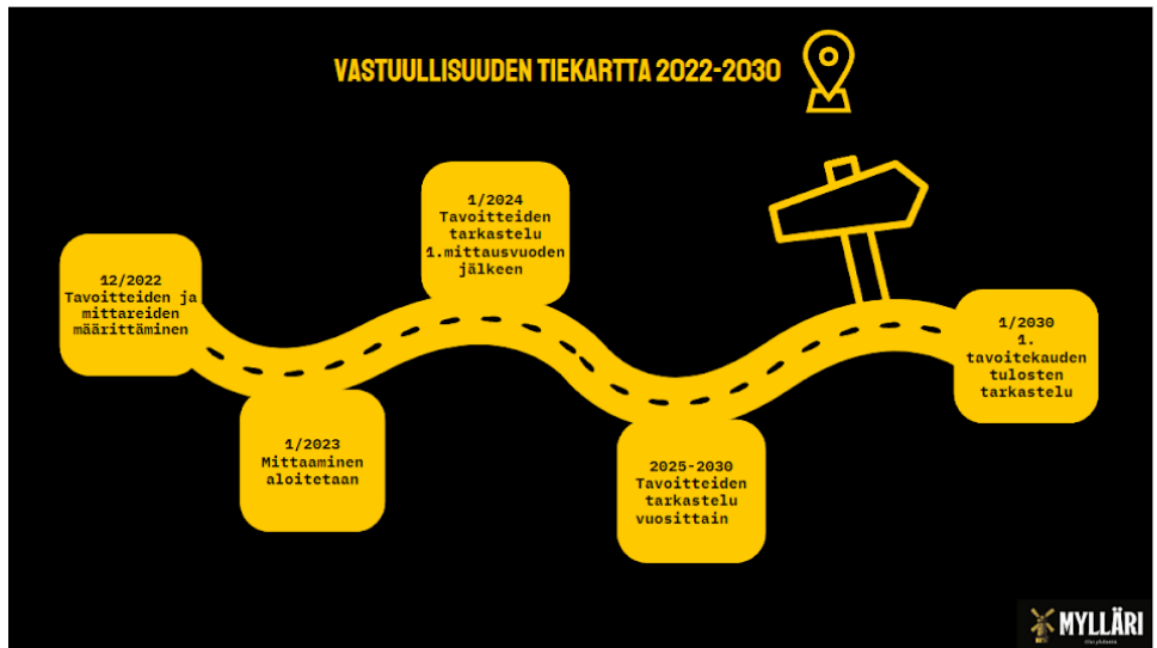 VASTUULLISUUDEN TIEKARTTA 2022-2030
12/2022
Tavoitteiden ja
mittareiden
määrittäminen
1/2023
Mittaaminen
aloitetaan
1/2024
Tavoitteiden
tarkastelu
1.mittausvuoden
jälkeen
2025-2030
Tavoitteiden
tarkastelu
vuosittain
1/2030
1.
tavoitekauden
tulosten
tarkastelu
MYLLÄRI